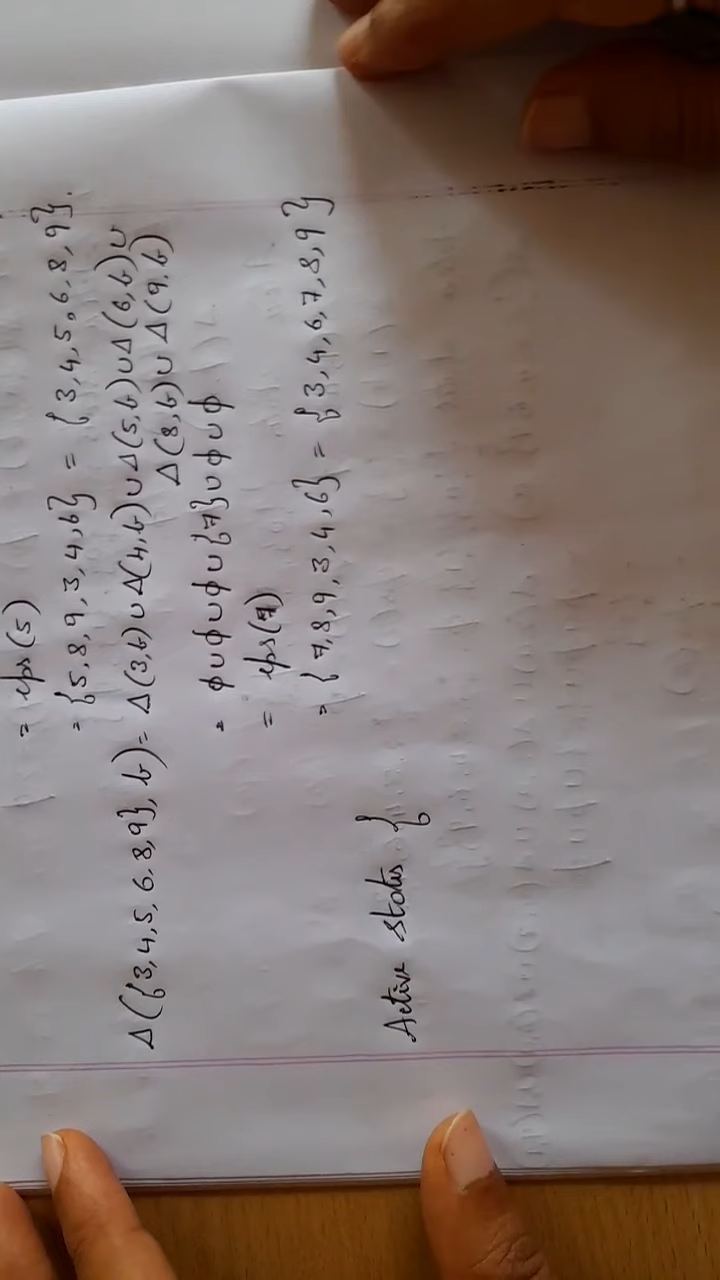 = eps(5)
= {5,8,9,3,4,6} = {3,4,5,6,8,9}.
Δ({3,4,5,6,8,9}, b) = Δ(3,b) ∪ Δ(4,b) ∪ Δ(5,b) ∪ Δ(6,b) ∪
Δ(8,b) ∪ Δ(9,b)
= ϕ ∪ ϕ ∪ ϕ ∪ {7} ∪ ϕ ∪ ϕ
= eps(7)
= {7,8,9,3,4,6} = {3,4,6,7,8,9}
Active states {